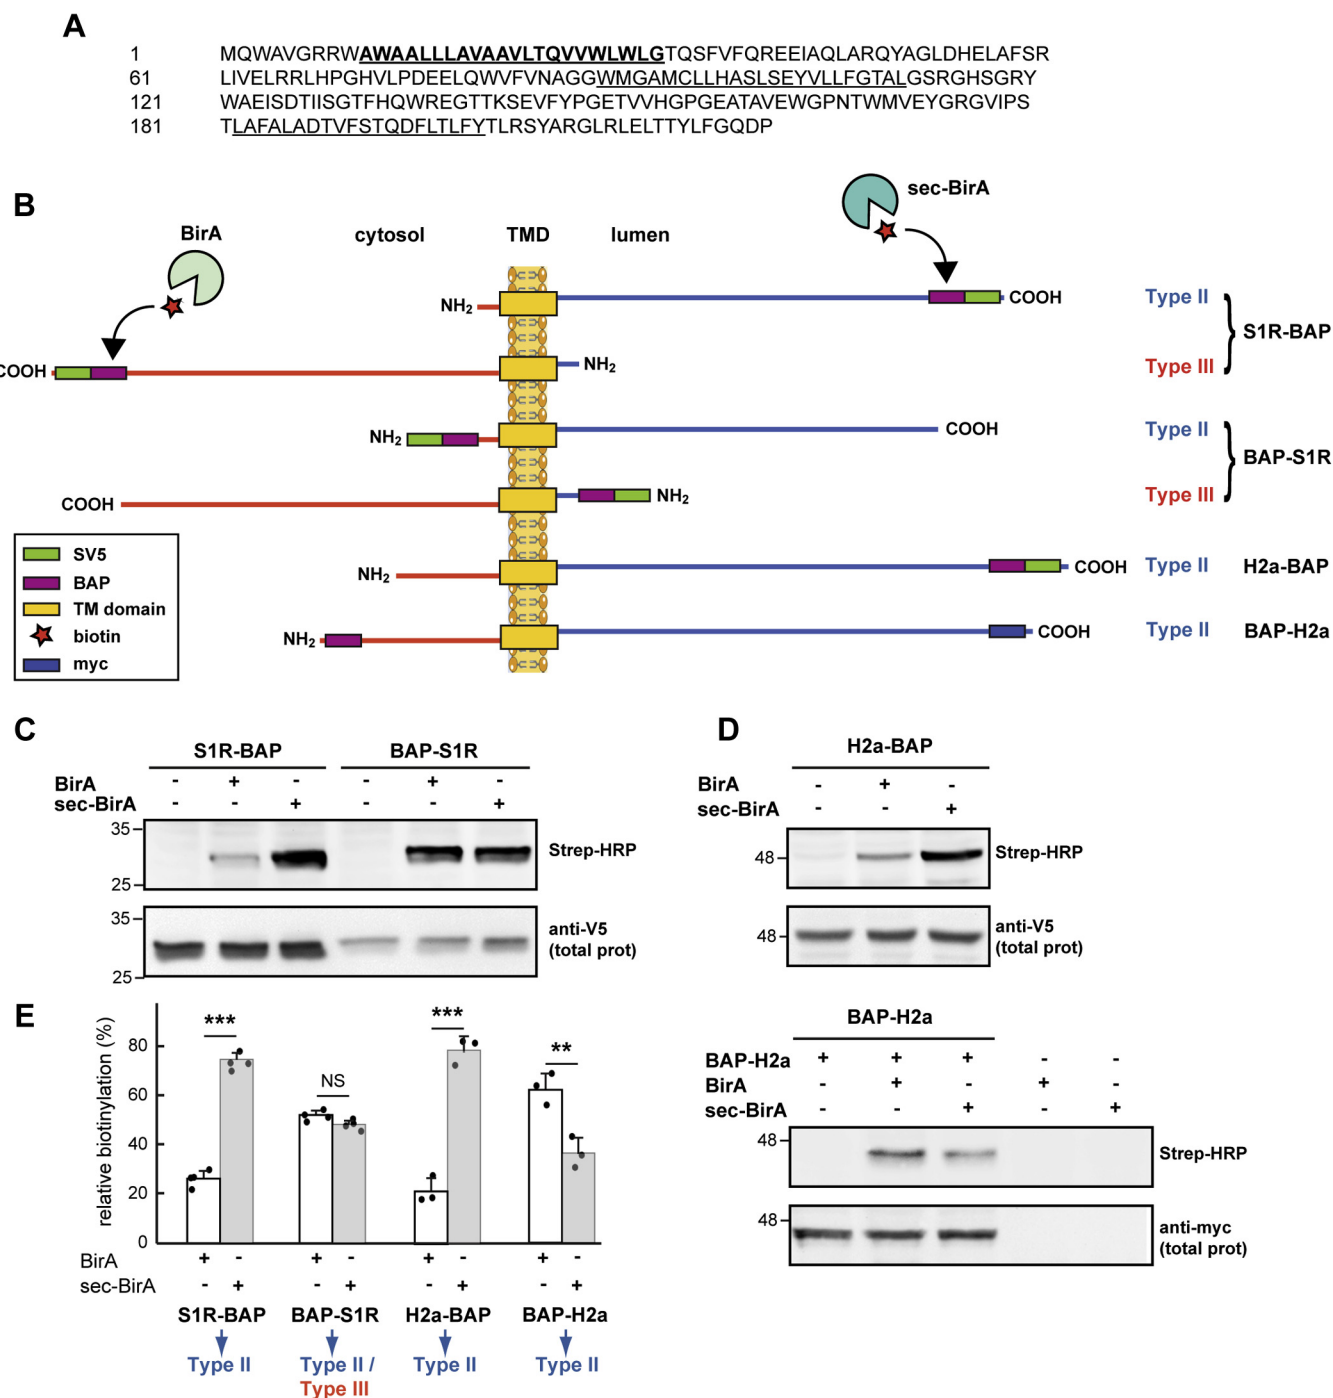 A
1 MQWAVGRRWAWAALLLAVAAVLTQVVWLWLGTQSFVFQREEIAQLARQYAGLDHELAFSR
61 LIVELRRLHPGHVLPDEELQWVFVNAGGWMGAMCLLHASLSEYVLLFGTALGSRGHSGRY
121 WAEISDTIISGTFHQWREGTTKSEVFYPGETVVHGPGEATAVEWGPNTWMVEYGRGVIPS
181 TLAFALADTVFSTQDFLTLFYTLRSYARGLRLELTTYLFGQDP
B
sec-BirA
BirA cytosol TMD lumen
NH2 COOH Type II
S1R-BAP
COOH NH2 Type III
NH2 COOH Type II
BAP-S1R
COOH NH2 Type III
NH2 COOH Type II H2a-BAP
NH2 COOH Type II BAP-H2a
SV5
BAP
TM domain
biotin
myc
C
S1R-BAP BAP-S1R
BirA - + - - + -
sec-BirA - - + - - +
35
Strep-HRP
25
35
anti-V5
(total prot)
25
D
H2a-BAP
BirA - + -
sec-BirA - - +
48 Strep-HRP
48 anti-V5
(total prot)
BAP-H2a
BAP-H2a + + + - -
BirA - + - + -
sec-BirA - - + - +
48
Strep-HRP
48
anti-myc
(total prot)
E
relative biotinylation (%)
80
60
40
20
0
*** NS *** **
BirA + - + - + - + -
sec-BirA - + - + - + - +
S1R-BAP BAP-S1R H2a-BAP BAP-H2a
Type II Type II / Type II Type II
Type III